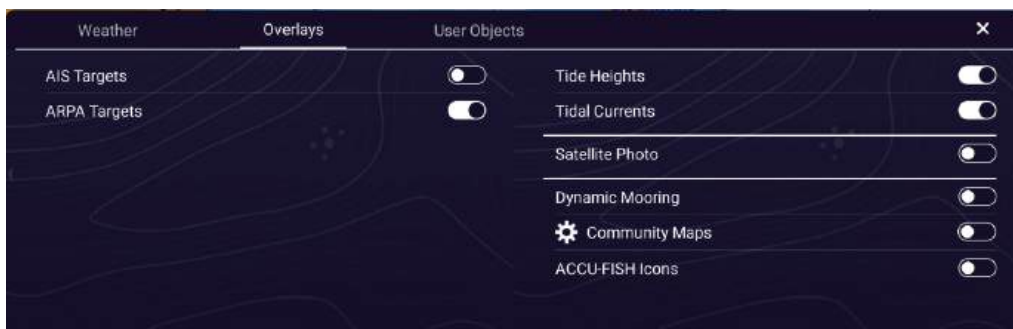 Weather Overlays User Objects
AIS Targets
ARPA Targets
Tide Heights
Tidal Currents
Satellite Photo
Dynamic Mooring
Community Maps
ACCU-FISH Icons